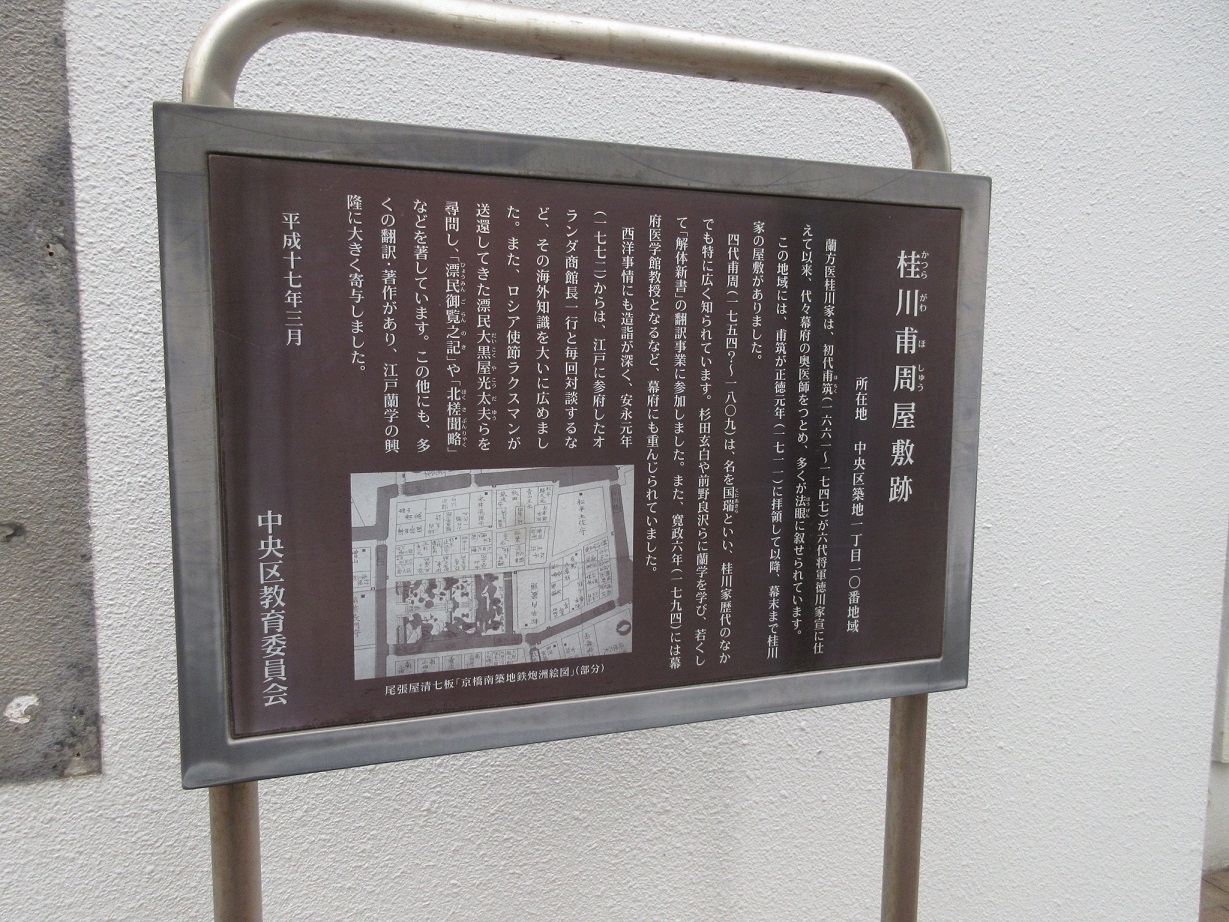 桂川甫周屋敷跡
所在地　中央区築地一丁目一〇番地域
蘭方医桂川家は、初代甫筑(一六六一〜一七四七)が六代将軍徳川家宣に仕
えて以来、代々幕府の奥医師をつとめ、多くが法眼に叙せられています。
この地域には、甫筑が正徳元年(一七一一)に拝領して以降、幕末まで桂川
家の屋敷がありました。
四代甫周(一七五四?〜一八〇九)は、名を国瑞といい、桂川家歴代のなか
でも特に広く知られています。杉田玄白や前野良沢らに蘭学を学び、若くし
て「解体新書」の翻訳事業に参加しました。また、寛政六年(一七九四)には幕
府医学館教授となるなど、幕府にも重んじられていました。
西洋事情にも造詣が深く、安永元年
(一七七二)からは、江戸に参府したオ
ランダ商館長一行と毎回対談するな
ど、その海外知識を大いに広めまし
た。また、ロシア使節ラクスマンが
送還してきた漂民大黒屋光太夫らを
尋問し、「漂民御覧之記」や「北槎聞略」
などを著しています。この他にも、多
くの翻訳・著作があり、江戸蘭学の興
隆に大きく寄与しました。
平成十七年三月
中央区教育委員会
尾張屋清七板「京橋南築地鉄炮洲絵図」(部分)